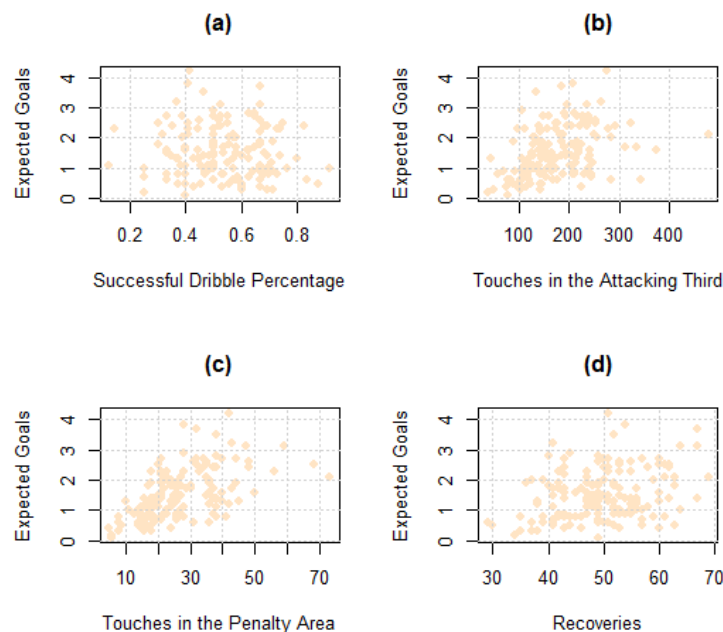 (a)
Expected Goals
4
3
2
1
0
0.2 0.4 0.6 0.8
Successful Dribble Percentage
(b)
Expected Goals
4
3
2
1
0
100 200 300 400
Touches in the Attacking Third
(c)
Expected Goals
4
3
2
1
0
10 30 50 70
Touches in the Penalty Area
(d)
Expected Goals
4
3
2
1
0
30 40 50 60 70
Recoveries